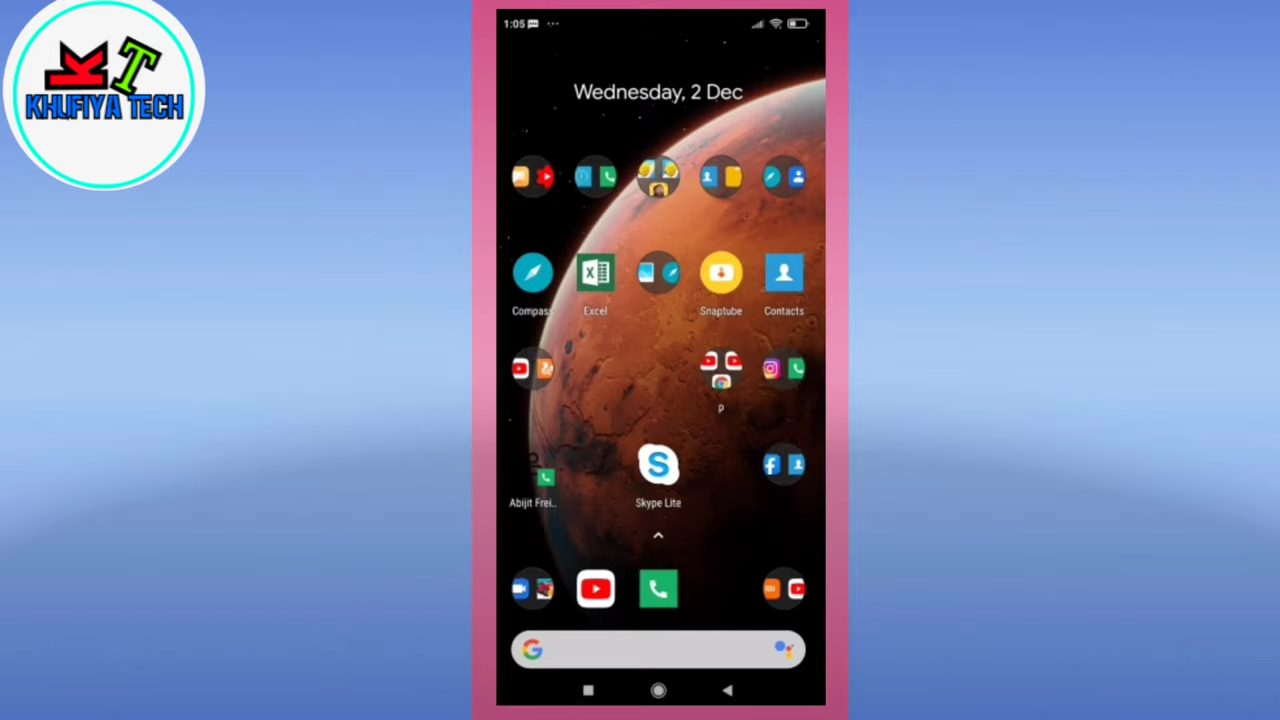 KT
KHUFIYA TECH
1:05
Wednesday, 2 Dec
Compass
Excel
Snaptube
Contacts
p
Abijit Frei..
Skype Lite